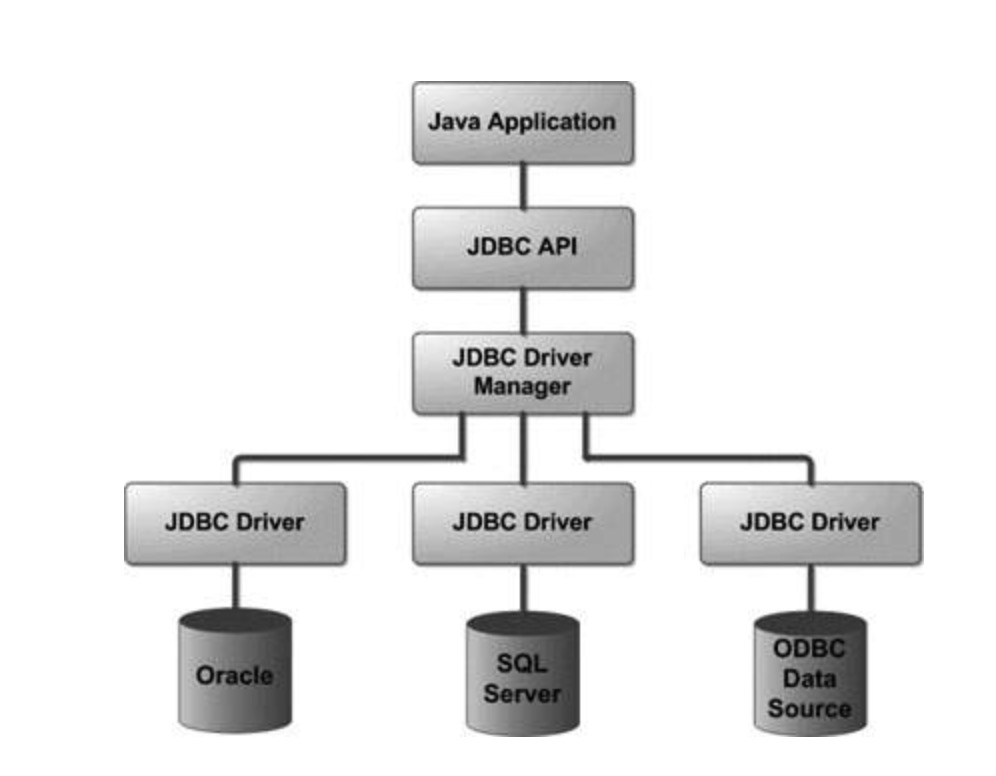 Java Application
JDBC API
JDBC Driver
Manager
JDBC Driver
JDBC Driver
JDBC Driver
Oracle
SQL
Server
ODBC
Data
Source